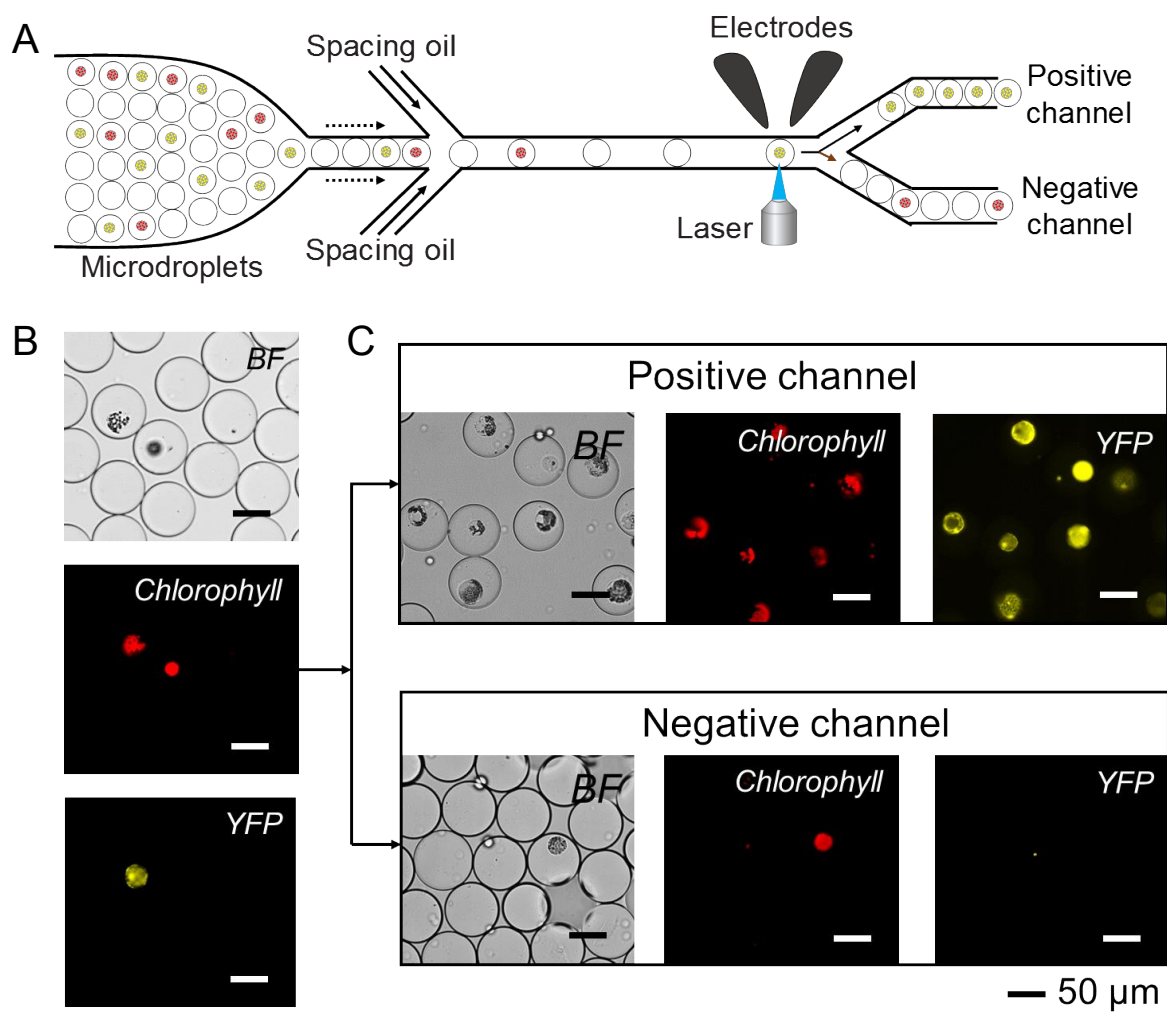 A
Spacing oil
Electrodes
Positive
channel
Negative
channel
Laser
Spacing oil
Microdroplets
B
BF
Chlorophyll
YFP
C
Positive channel
BF
Chlorophyll
YFP
Negative channel
BF
Chlorophyll
YFP
50 μm